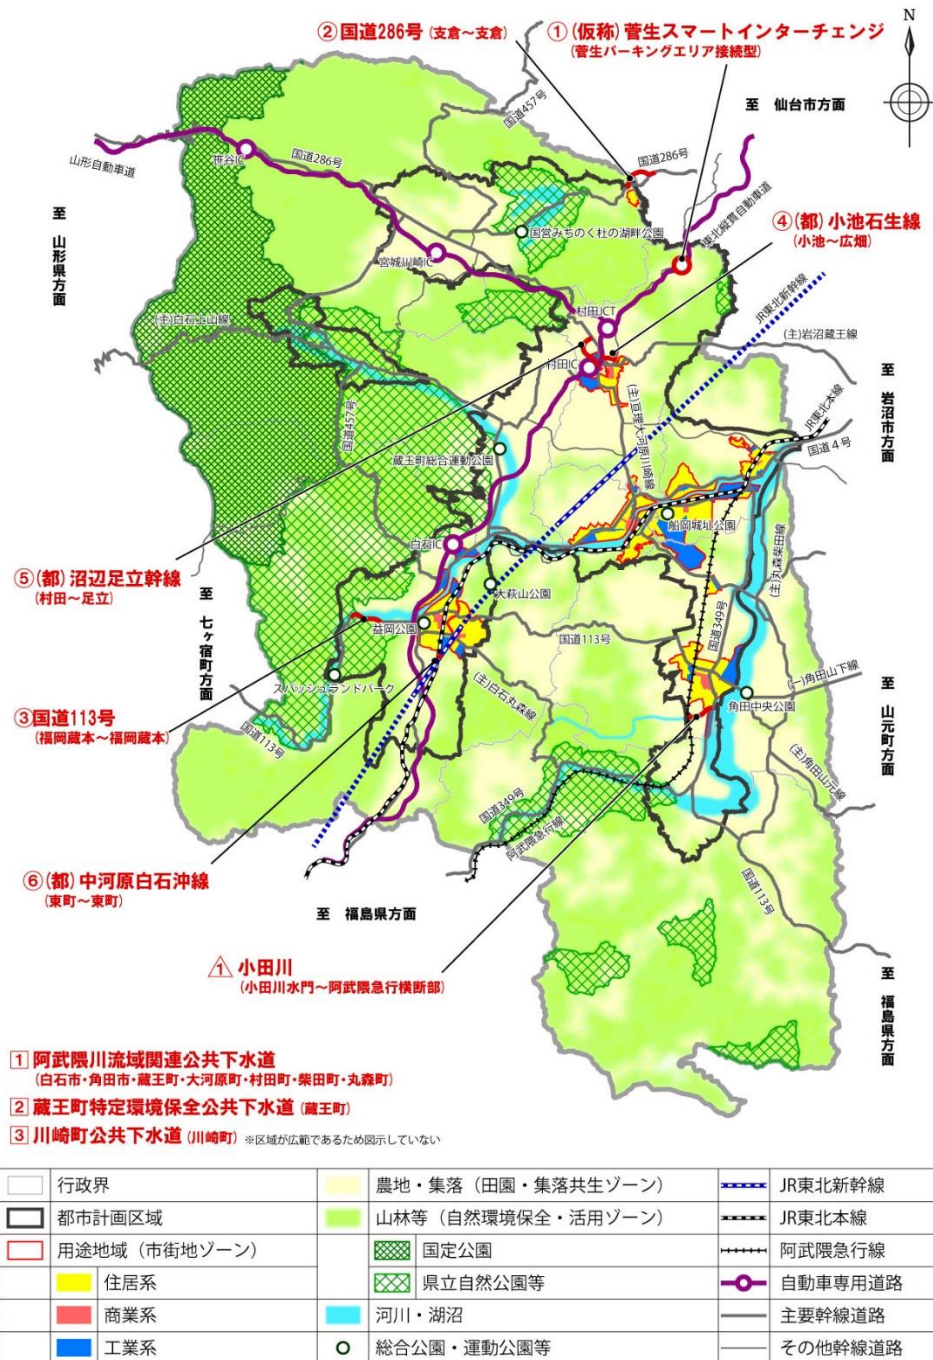 ②国道286号(支倉〜支倉)
①(仮称)菅生スマートインターチェンジ
(菅生パーキングエリア接続型)
N
至 仙台市方面
国道457号
国道286号
山形自動車道
笹谷IC
国道286号
東北縦貫自動車道
④(都)小池石生線
(小池〜広畑)
至 山形県方面
国営みちのく杜の湖畔公園
宮城川崎IC
JR東北新幹線
村田JCT
(主)白石上山線
(主)岩沼蔵王線
村田IC
至 岩沼市方面
(主)亘理大河原川崎線
国道457号
JR東北本線
国道4号
蔵王町総合運動公園
船岡城址公園
白石IC
(主)丸森柴田線
⑤(都)沼辺足立幹線
(村田〜足立)
大萩山公園
至 七ヶ宿町方面
益岡公園
国道113号
国道349号
スパッシュランドパーク
(主)白石丸森線
(一)角田山下線
角田中央公園
至 山元町方面
③国道113号
(福岡蔵本〜福岡蔵本)
国道113号
(主)角田山元線
国道349号
阿武隈急行線
⑥(都)中河原白石沖線
(東町〜東町)
国道113号
至 福島県方面
1 小田川
(小田川水門〜阿武隈急行横断部)
至 福島県方面
1 阿武隈川流域関連公共下水道
(白石市・角田市・蔵王町・大河原町・村田町・柴田町・丸森町)
2 蔵王町特定環境保全公共下水道(蔵王町)
3 川崎町公共下水道(川崎町) ※区域が広範であるため図示していない
行政界
農地・集落(田園・集落共生ゾーン)
JR東北新幹線
都市計画区域
山林等(自然環境保全・活用ゾーン)
JR東北本線
用途地域(市街地ゾーン)
国定公園
阿武隈急行線
住居系
県立自然公園等
自動車専用道路
商業系
河川・湖沼
主要幹線道路
工業系
総合公園・運動公園等
その他幹線道路